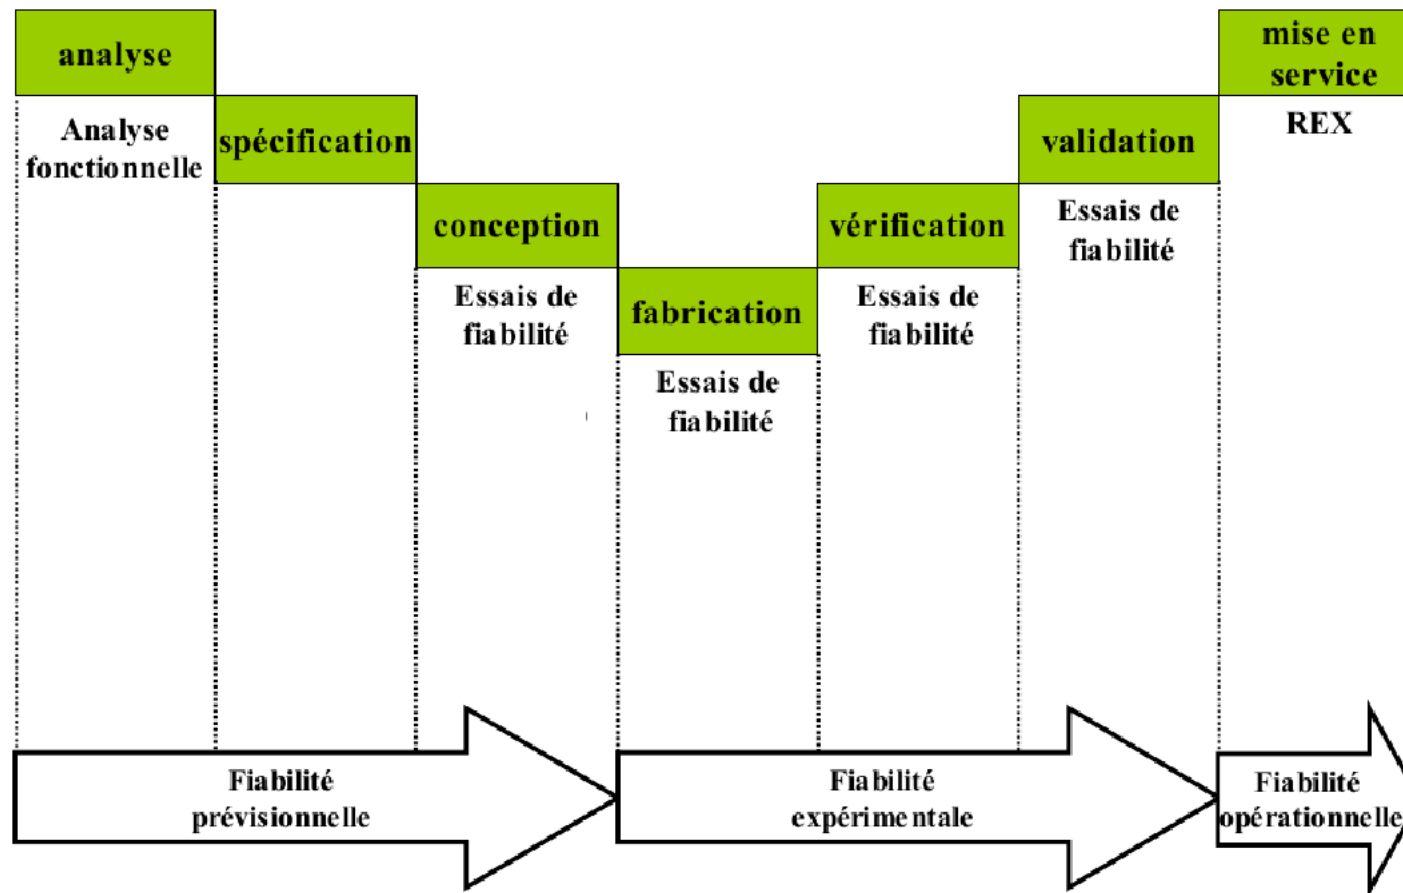 analyse
Analyse
fonctionnelle
spécification
conception
Essais de
fiabilité
fabrication
Essais de
fiabilité
vérification
Essais de
fiabilité
validation
Essais de
fiabilité
mise en
service
REX
Fiabilité
prévisionnelle
Fiabilité
expérimentale
Fiabilité
opérationnelle